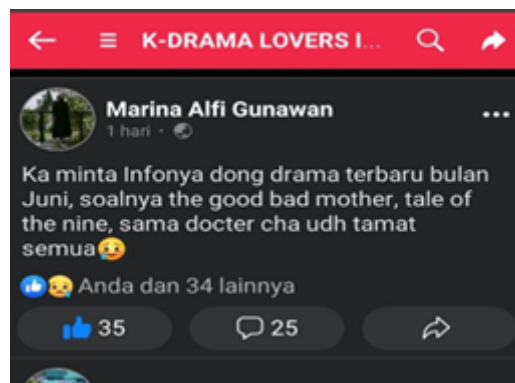 K-DRAMA LOVERS I...
Marina Alfi Gunawan
1 hari
Ka minta Infonya dong drama terbaru bulan
Juni, soalnya the good bad mother, tale of
the nine, sama docter cha udh tamat
semua😥
Anda dan 34 lainnya
35
25